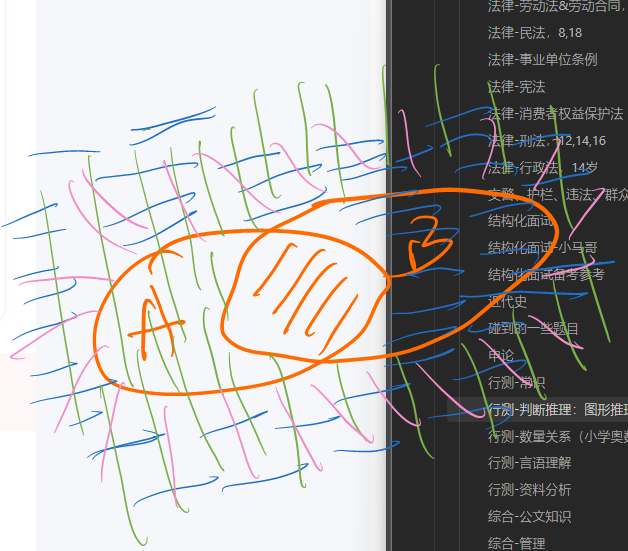 法律-劳动法&劳动合同,
法律-民法，8,18
法律-事业单位条例
法律-宪法
法律-消费者权益保护法
法律-刑法，12,14,16
法律-行政法，14岁
交警、护栏、违法、群众
结构化面试
结构化面试-小马哥
结构化面试备考参考
近代史
碰到的一些题目
申论
行测-常识
行测-判断推理：图形推理
行测-数量关系（小学奥数
行测-言语理解
行测-资料分析
综合-公文知识
综合-管理
A
B